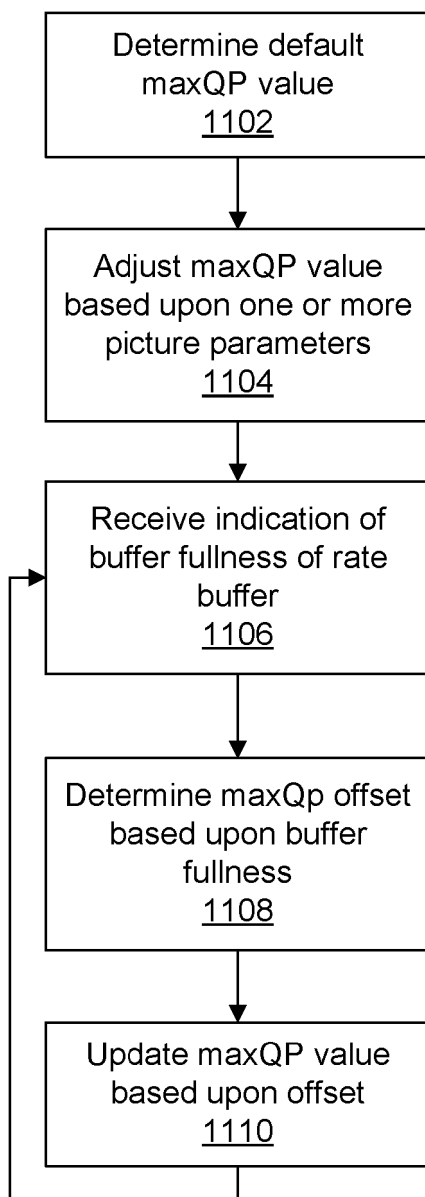 Determine default
maxQP value
1102
Adjust maxQP value
based upon one or more
picture parameters
1104
Receive indication of
buffer fullness of rate
buffer
1106
Determine maxQp offset
based upon buffer
fullness
1108
Update maxQP value
based upon offset
1110